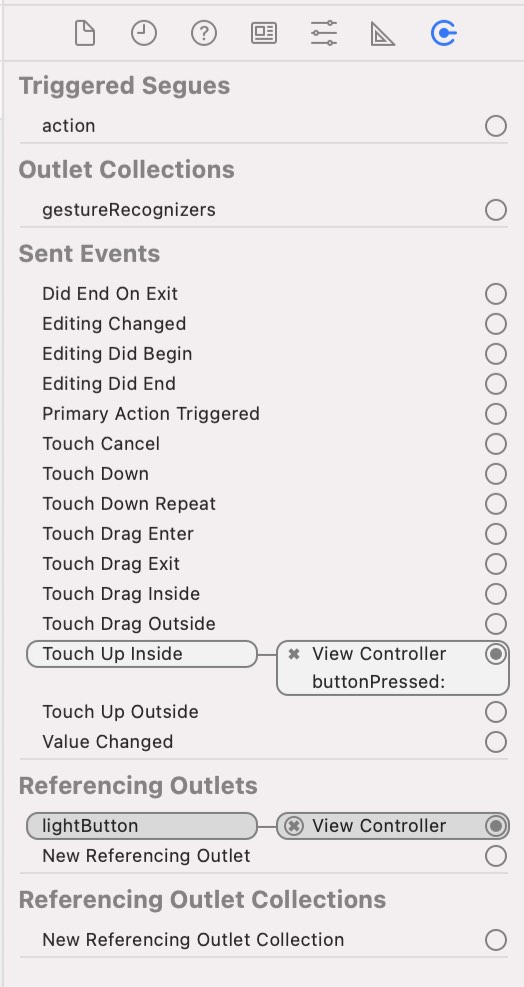 Triggered Segues
action
Outlet Collections
gestureRecognizers
Sent Events
Did End On Exit
Editing Changed
Editing Did Begin
Editing Did End
Primary Action Triggered
Touch Cancel
Touch Down
Touch Down Repeat
Touch Drag Enter
Touch Drag Exit
Touch Drag Inside
Touch Drag Outside
Touch Up Inside View Controller
buttonPressed:
Touch Up Outside
Value Changed
Referencing Outlets
lightButton View Controller
New Referencing Outlet
Referencing Outlet Collections
New Referencing Outlet Collection